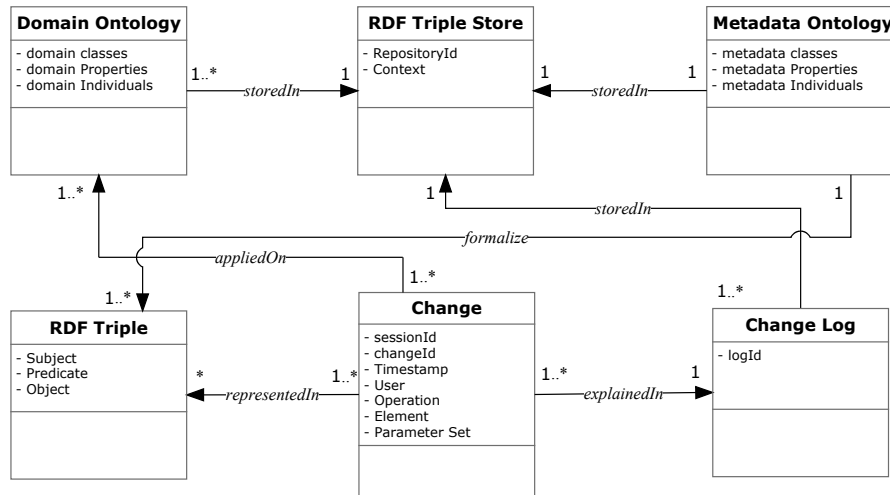 Domain Ontology
- domain classes
- domain Properties
- domain Individuals
RDF Triple Store
- RepositoryId
- Context
Metadata Ontology
- metadata classes
- metadata Properties
- metadata Individuals
1..*
storedIn
1
1
storedIn
1
1..*
1
storedIn
1
formalize
appliedOn
1..*
1..*
1..*
RDF Triple
- Subject
- Predicate
- Object
Change
- sessionId
- changeId
- Timestamp
- User
- Operation
- Element
- Parameter Set
Change Log
- logId
*
representedIn
1..*
1..*
explainedIn
1